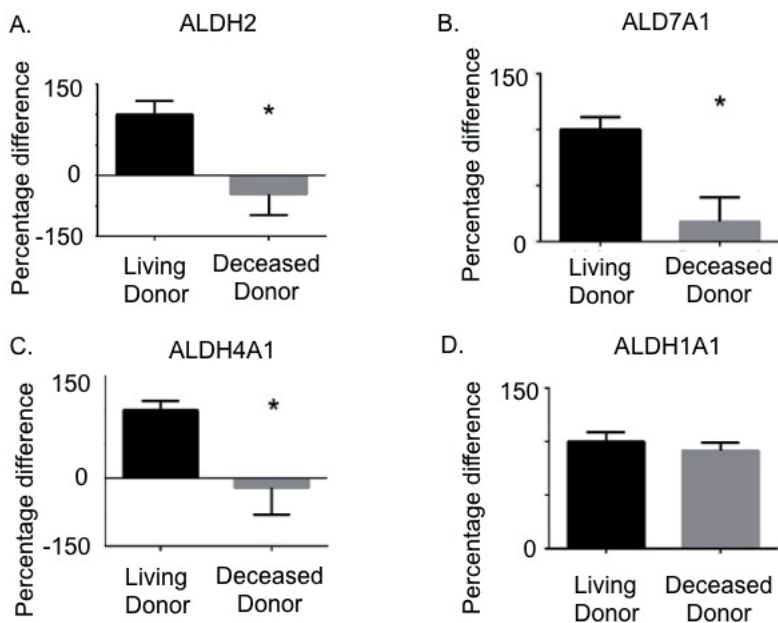 A.
ALDH2
Percentage difference
150
0
-150
*
Living
Donor
Deceased
Donor
B.
ALD7A1
Percentage difference
150
0
*
Living
Donor
Deceased
Donor
C.
ALDH4A1
Percentage difference
150
0
-150
*
Living
Donor
Deceased
Donor
D.
ALDH1A1
Percentage difference
150
0
Living
Donor
Deceased
Donor